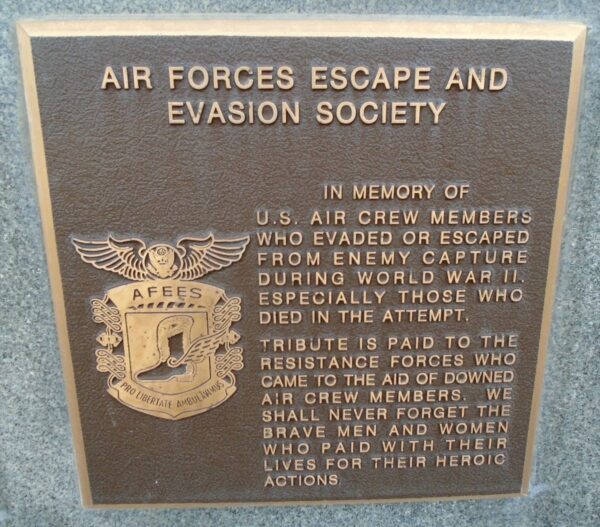 AIR FORCES ESCAPE AND
EVASION SOCIETY
IN MEMORY OF
U.S. AIR CREW MEMBERS
WHO EVADED OR ESCAPED
FROM ENEMY CAPTURE
DURING WORLD WAR II.
ESPECIALLY THOSE WHO
DIED IN THE ATTEMPT.
TRIBUTE IS PAID TO THE
RESISTANCE FORCES WHO
CAME TO THE AID OF DOWNED
AIR CREW MEMBERS. WE
SHALL NEVER FORGET THE
BRAVE MEN AND WOMEN
WHO PAID WITH THEIR
LIVES FOR THEIR HEROIC
ACTIONS
AFEES
PRO LIBERTATE AMBULAVIMUS